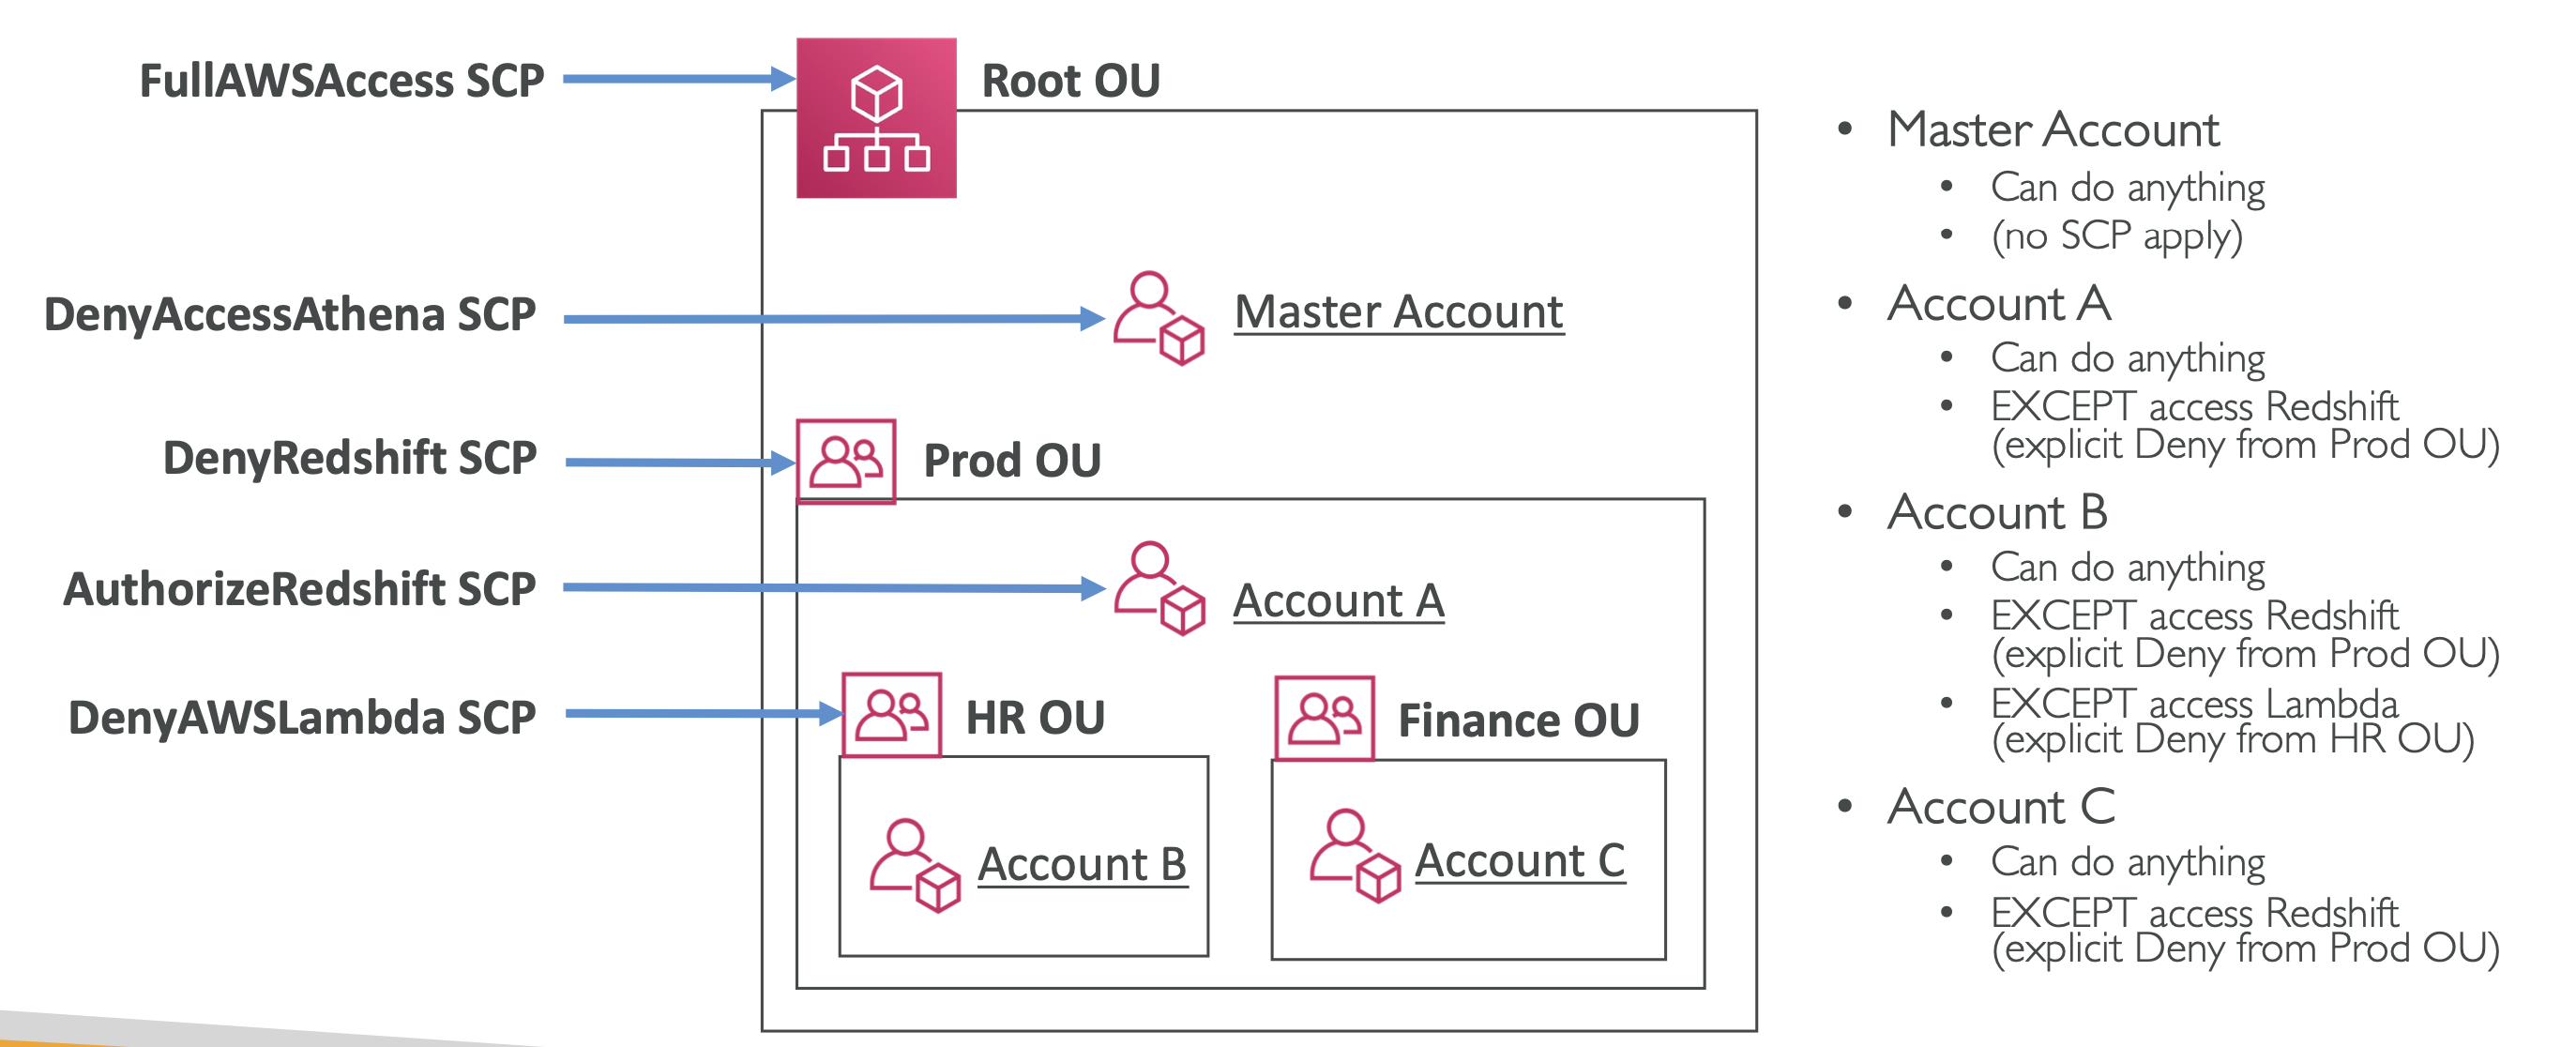 FullAWSAccess SCP
Root OU
DenyAccessAthena SCP
Master Account
DenyRedshift SCP
Prod OU
AuthorizeRedshift SCP
Account A
DenyAWSLambda SCP
HR OU
Finance OU
Account B
Account C
• Master Account
• Can do anything
• (no SCP apply)
• Account A
• Can do anything
• EXCEPT access Redshift
(explicit Deny from Prod OU)
• Account B
• Can do anything
• EXCEPT access Redshift
(explicit Deny from Prod OU)
• EXCEPT access Lambda
(explicit Deny from HR OU)
• Account C
• Can do anything
• EXCEPT access Redshift
(explicit Deny from Prod OU)